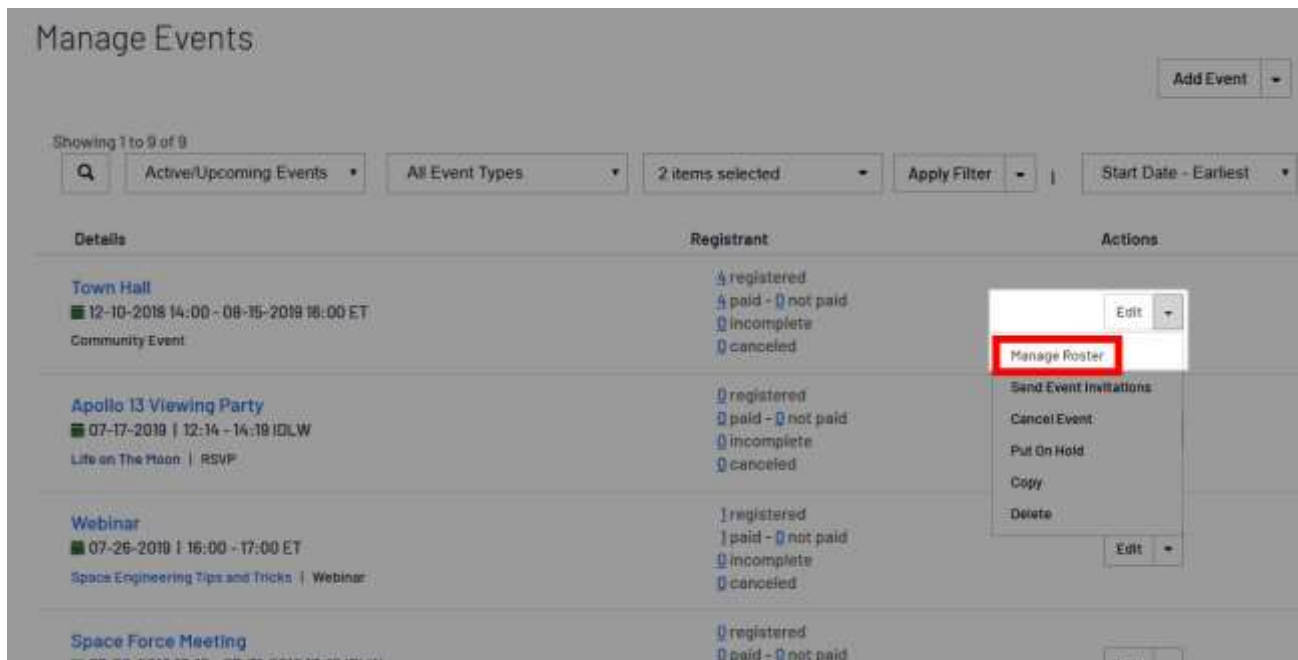 Manage Events
Add Event
Showing 1 to 9 of 9
Active/Upcoming Events
All Event Types
2 items selected
Apply Filter
|
Start Date - Earliest
Details Registrant Actions
Town Hall
12-10-2018 14:00 - 08-15-2019 16:00 ET
Community Event
4 registered
4 paid - 0 not paid
0 incomplete
0 canceled
Edit
Manage Roster
Send Event Invitations
Cancel Event
Put On Hold
Copy
Delete
Apollo 13 Viewing Party
07-17-2019 | 12:14 - 14:19 IDLW
Life on The Moon | RSVP
0 registered
0 paid - 0 not paid
0 incomplete
0 canceled
Webinar
07-26-2019 | 16:00 - 17:00 ET
Space Engineering Tips and Tricks | Webinar
1 registered
1 paid - 0 not paid
0 incomplete
0 canceled
Edit
Space Force Meeting
0 registered
0 paid - 0 not paid